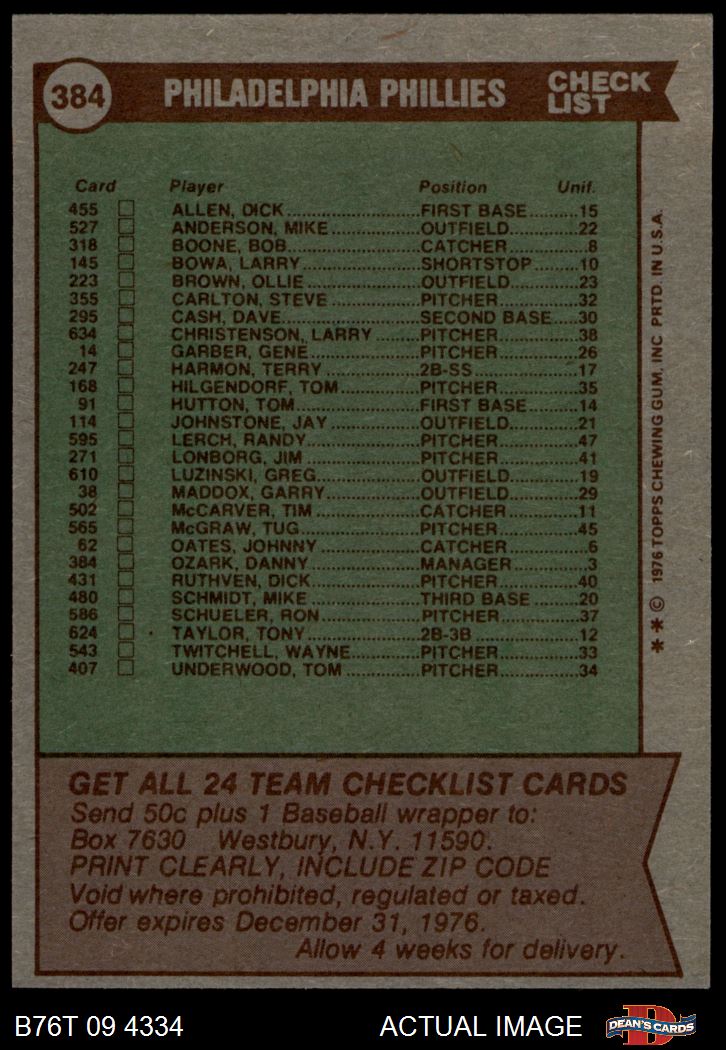 384 PHILADELPHIA PHILLIES CHECK LIST
Card Player Position Unif.
455 ALLEN, DICK FIRST BASE 15
527 ANDERSON, MIKE OUTFIELD 22
318 BOONE, BOB CATCHER 8
145 BOWA, LARRY SHORTSTOP 10
223 BROWN, OLLIE OUTFIELD 23
355 CARLTON, STEVE PITCHER 32
295 CASH, DAVE SECOND BASE 30
634 CHRISTENSON, LARRY PITCHER 38
14 GARBER, GENE PITCHER 26
247 HARMON, TERRY 2B-SS 17
168 HILGENDORF, TOM PITCHER 35
91 HUTTON, TOM FIRST BASE 14
114 JOHNSTONE, JAY OUTFIELD 21
595 LERCH, RANDY PITCHER 47
271 LONBORG, JIM PITCHER 41
610 LUZINSKI, GREG OUTFIELD 19
38 MADDOX, GARRY OUTFIELD 29
502 McCARVER, TIM CATCHER 11
565 McGRAW, TUG PITCHER 45
62 OATES, JOHNNY CATCHER 6
384 OZARK, DANNY MANAGER 3
431 RUTHVEN, DICK PITCHER 40
480 SCHMIDT, MIKE THIRD BASE 20
586 SCHUELER, RON PITCHER 37
624 TAYLOR, TONY 2B-3B 12
543 TWITCHELL, WAYNE PITCHER 33
407 UNDERWOOD, TOM PITCHER 34
**© 1976 TOPPS CHEWING GUM, INC PRTD. IN U.S.A.
GET ALL 24 TEAM CHECKLIST CARDS
Send 50c plus 1 Baseball wrapper to:
Box 7630 Westbury, N.Y. 11590.
PRINT CLEARLY, INCLUDE ZIP CODE
Void where prohibited, regulated or taxed.
Offer expires December 31, 1976.
Allow 4 weeks for delivery.
B76T 09 4334 ACTUAL IMAGE D DEAN'S CARDS